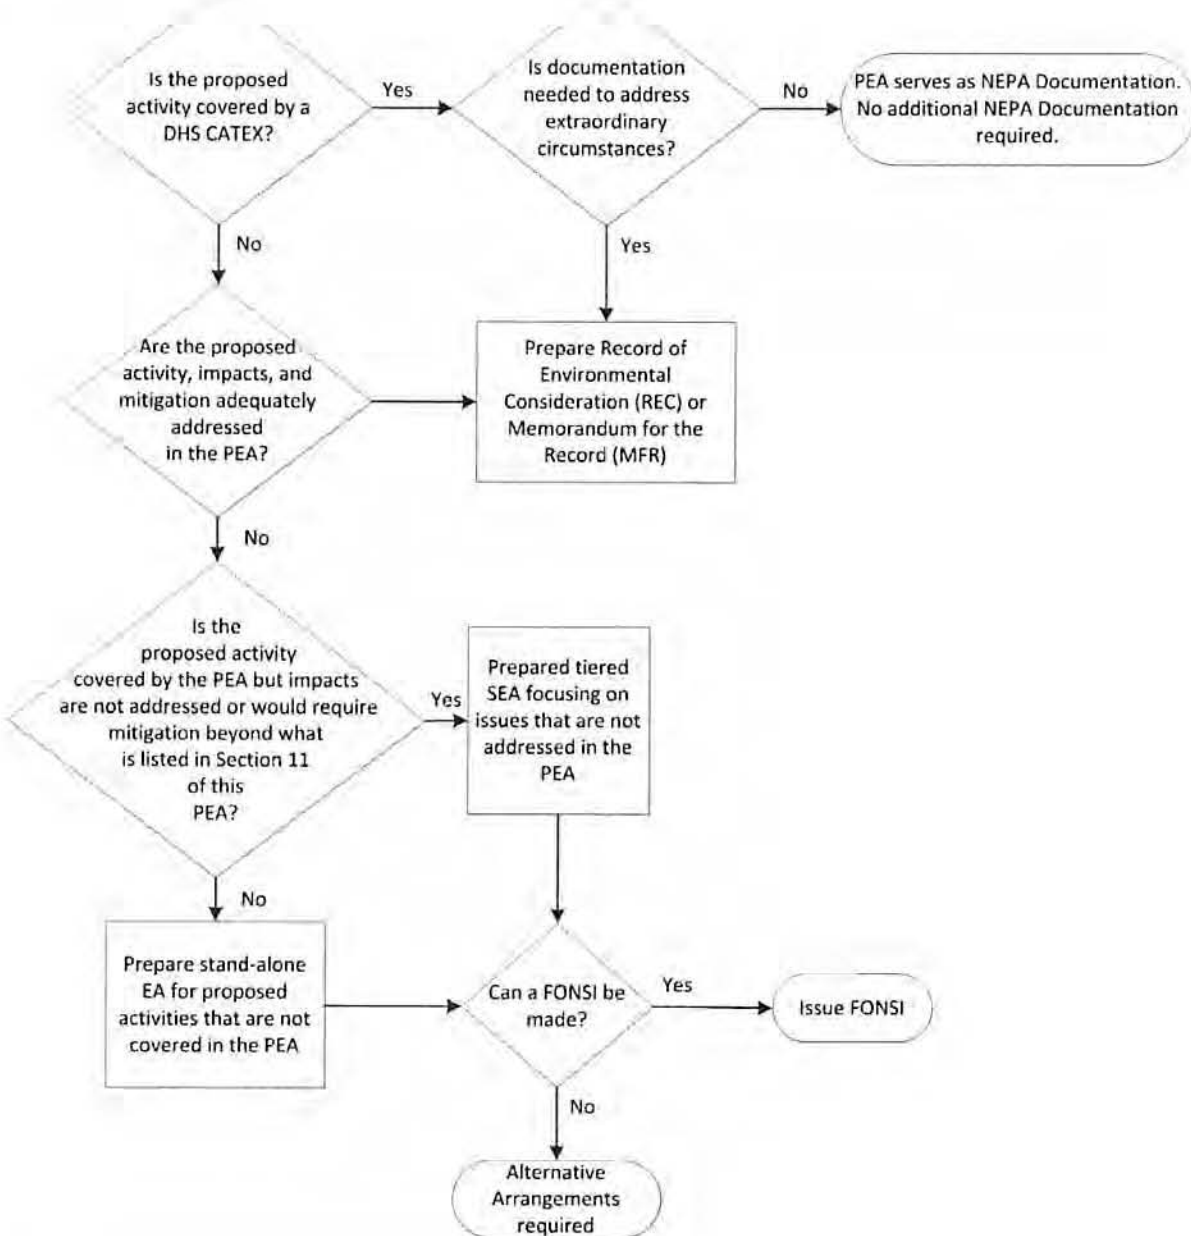 Is the proposed
activity covered by a
DHS CATEX?
Yes
Is documentation
needed to address
extraordinary
circumstances?
No
PEA serves as NEPA Documentation.
No additional NEPA Documentation
required.
No
Yes
Are the proposed
activity, impacts, and
mitigation adequately
addressed
in the PEA?
Prepare Record of
Environmental
Consideration (REC) or
Memorandum for the
Record (MFR)
No
Is the
proposed activity
covered by the PEA but impacts
are not addressed or would require
mitigation beyond what
is listed in Section 11
of this
PEA?
Yes
Prepared tiered
SEA focusing on
issues that are not
addressed in the
PEA
No
Prepare stand-alone
EA for proposed
activities that are not
covered in the PEA
Can a FONSI be
made?
Yes
Issue FONSI
No
Alternative
Arrangements
required